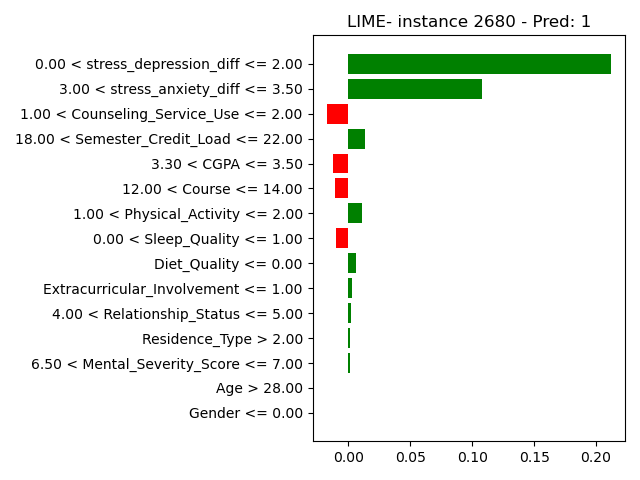 LIME- instance 2680 - Pred: 1
0.00 < stress_depression_diff <= 2.00
3.00 < stress_anxiety_diff <= 3.50
1.00 < Counseling_Service_Use <= 2.00
18.00 < Semester_Credit_Load <= 22.00
3.30 < CGPA <= 3.50
12.00 < Course <= 14.00
1.00 < Physical_Activity <= 2.00
0.00 < Sleep_Quality <= 1.00
Diet_Quality <= 0.00
Extracurricular_Involvement <= 1.00
4.00 < Relationship_Status <= 5.00
Residence_Type > 2.00
6.50 < Mental_Severity_Score <= 7.00
Age > 28.00
Gender <= 0.00
0.00 0.05 0.10 0.15 0.20